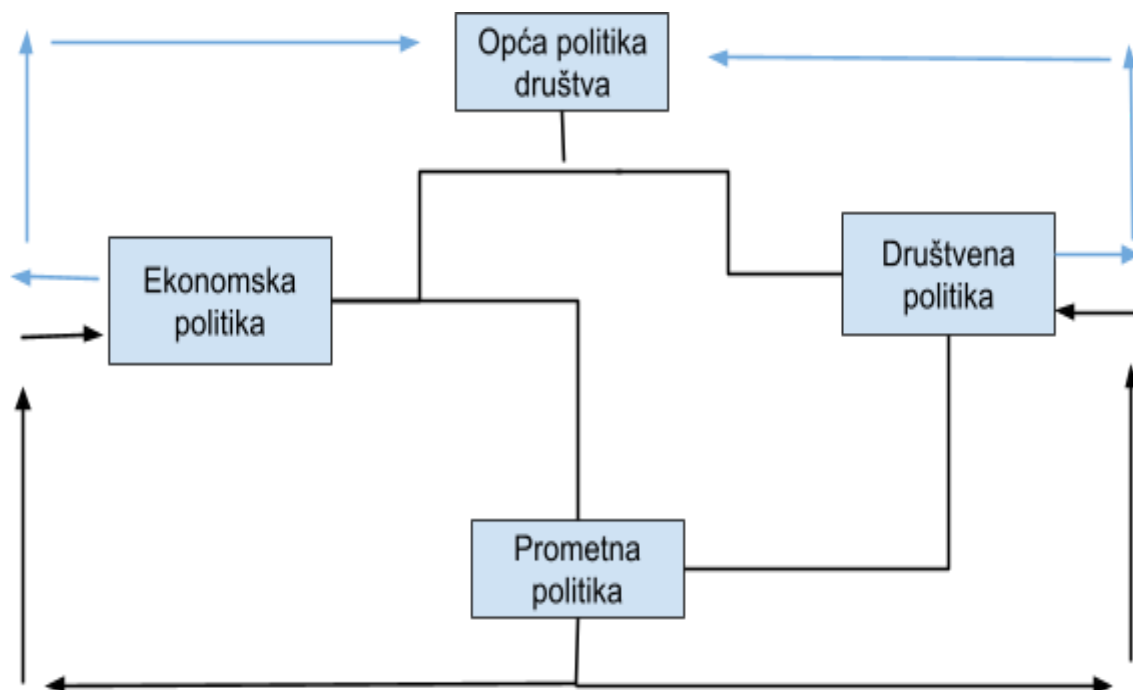 Opća politika
društva
Ekonomska
politika
Društvena
politika
Prometna
politika